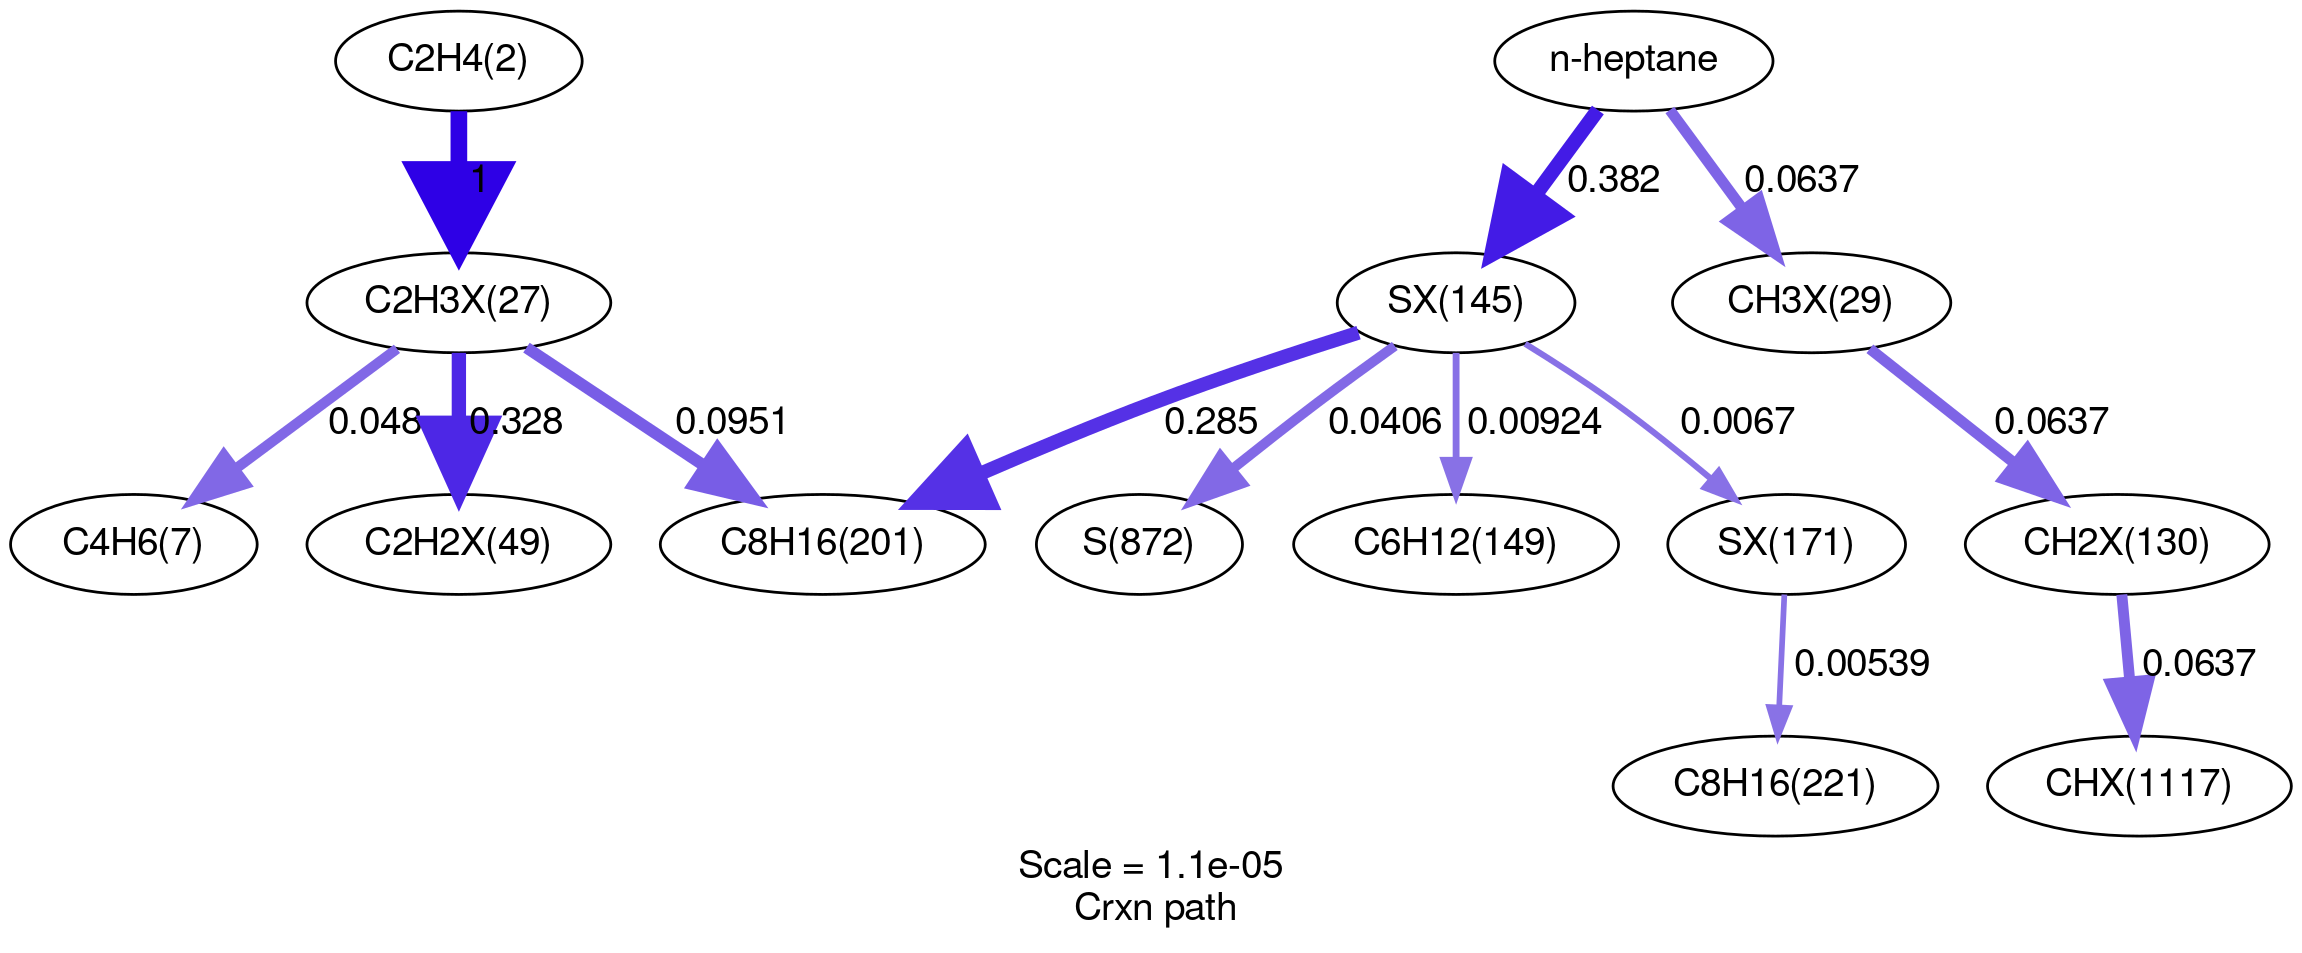 C2H4(2)
n-heptane
1
0.382
0.0637
C2H3X(27)
SX(145)
CH3X(29)
0.048
0.328
0.0951
0.285
0.0406
0.00924
0.0067
0.0637
C4H6(7)
C2H2X(49)
C8H16(201)
S(872)
C6H12(149)
SX(171)
CH2X(130)
0.00539
0.0637
C8H16(221)
CHX(1117)
Scale = 1.1e-05
Crxn path